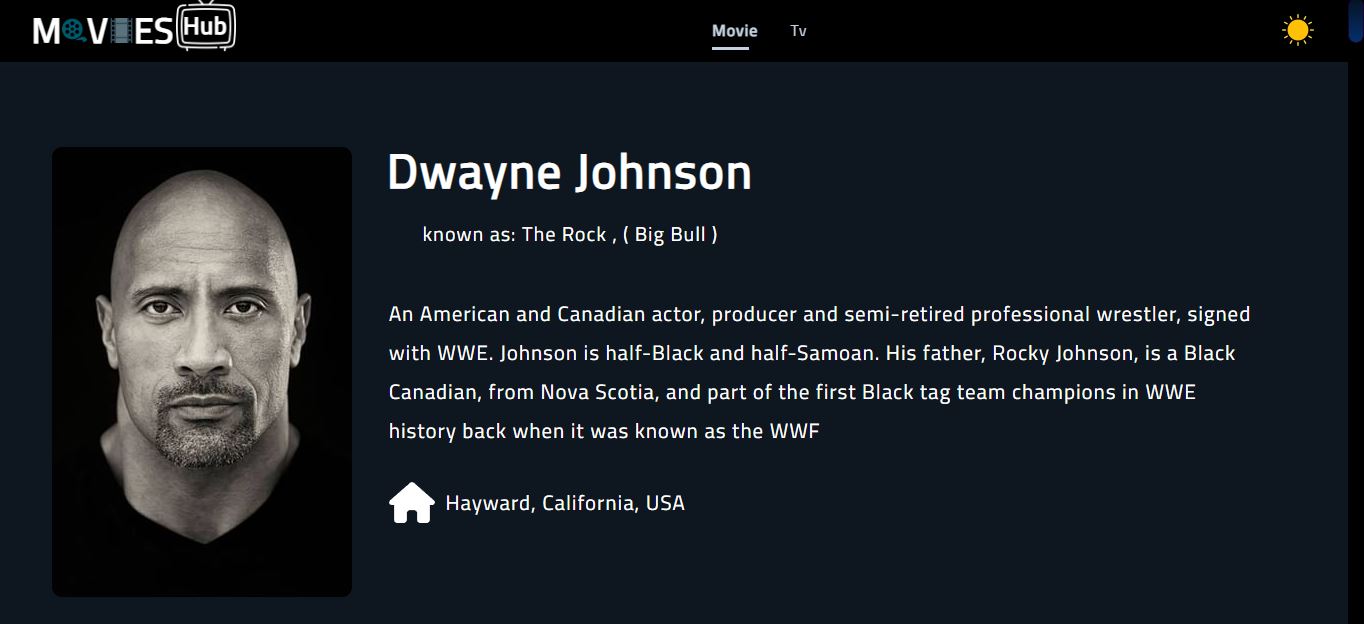 MOVIES Hub
Movie Tv
Dwayne Johnson
known as: The Rock , ( Big Bull )
An American and Canadian actor, producer and semi-retired professional wrestler, signed
with WWE. Johnson is half-Black and half-Samoan. His father, Rocky Johnson, is a Black
Canadian, from Nova Scotia, and part of the first Black tag team champions in WWE
history back when it was known as the WWF
Hayward, California, USA